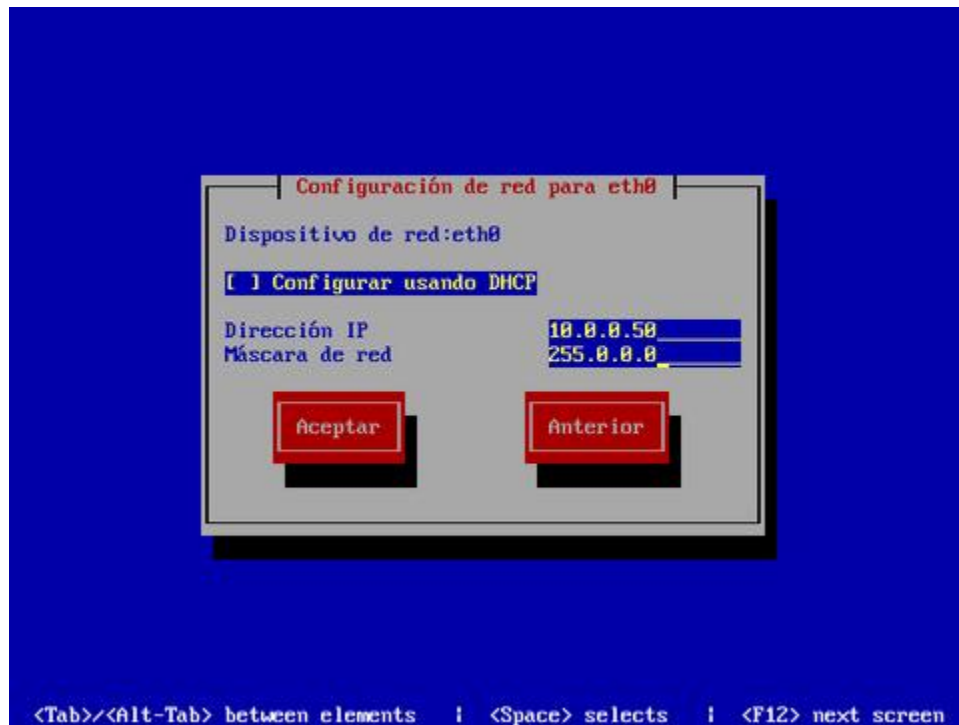 Configuración de red para eth0
Dispositivo de red:eth0
[ ] Configurar usando DHCP
Dirección IP 10.0.0.50
Máscara de red 255.0.0.0
Aceptar Anterior
<Tab>/<Alt-Tab> between elements | <Space> selects | <F12> next screen